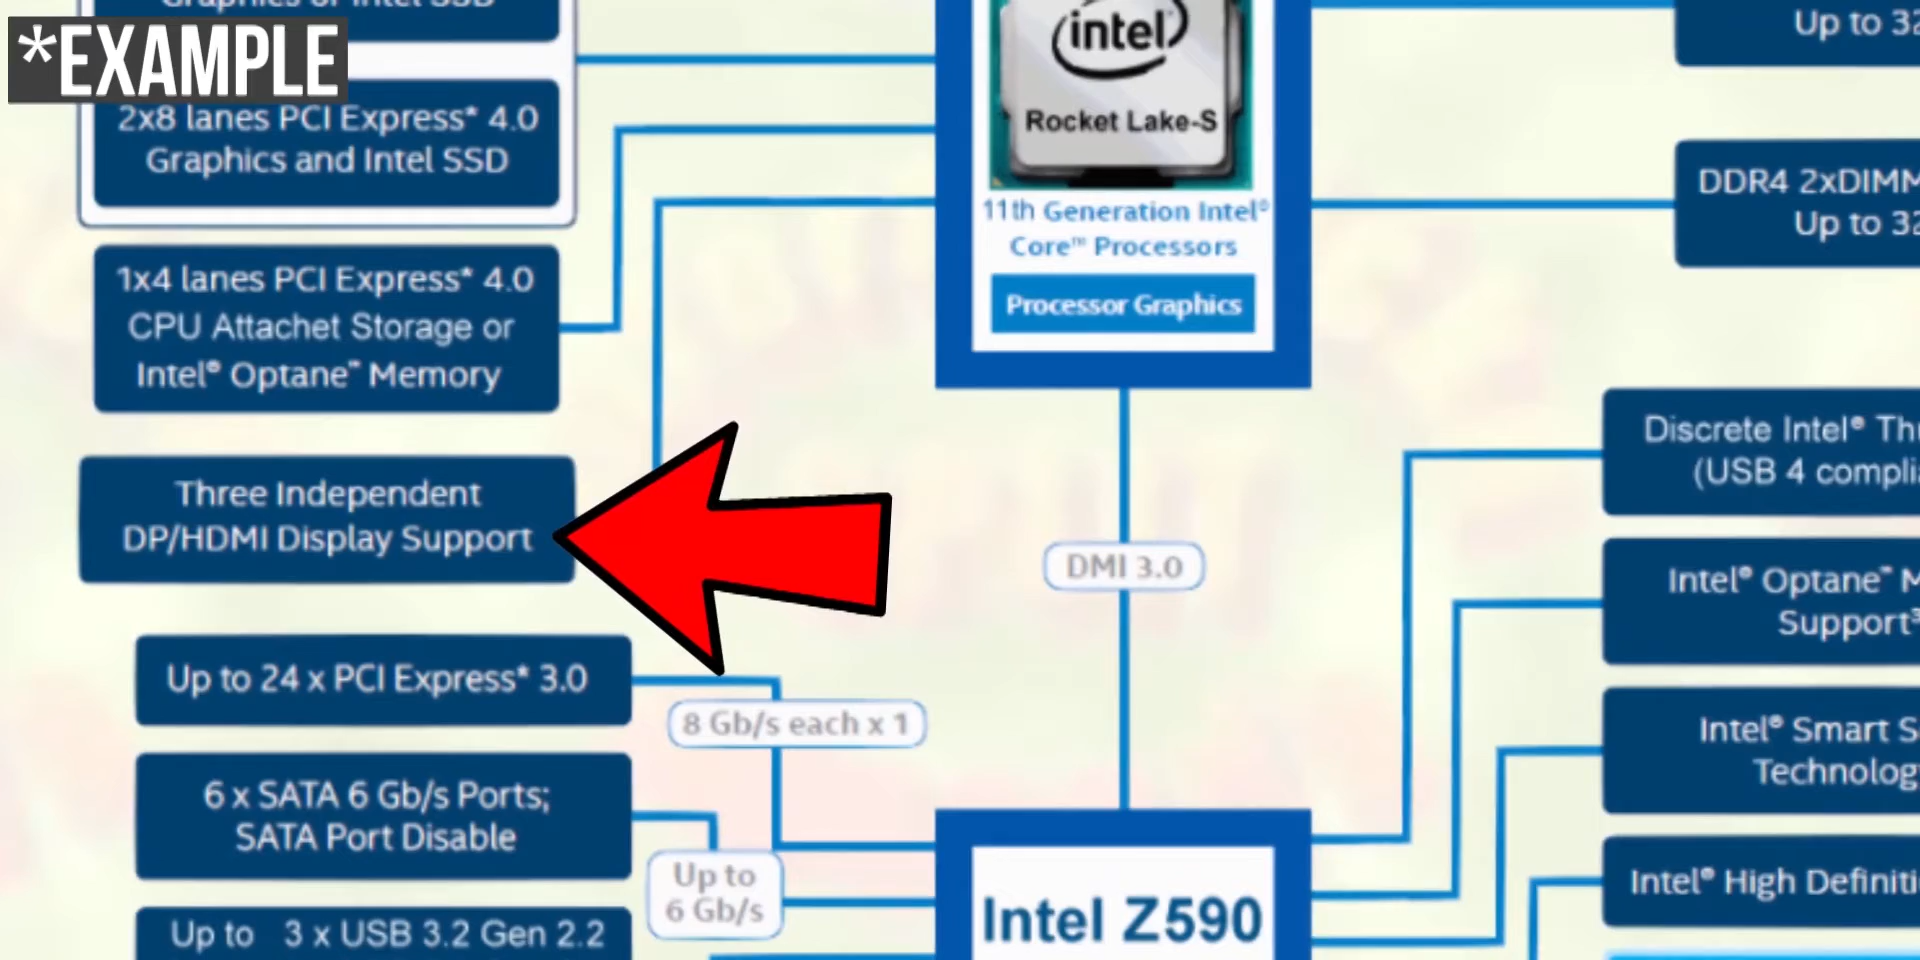 Graphics or Intel SSD
*EXAMPLE
2x8 lanes PCI Express* 4.0
Graphics and Intel SSD
1x4 lanes PCI Express* 4.0
CPU Attachet Storage or
Intel® Optane™ Memory
Three Independent
DP/HDMI Display Support
Up to 24 x PCI Express* 3.0
8 Gb/s each x 1
6 x SATA 6 Gb/s Ports;
SATA Port Disable
Up to
6 Gb/s
Up to 3 x USB 3.2 Gen 2.2
intel
Rocket Lake-S
11th Generation Intel®
Core™ Processors
Processor Graphics
DMI 3.0
Intel Z590
Up to 32
DDR4 2xDIMM
Up to 32
Discrete Intel®
(USB 4
Intel® Optane™
Support³
Intel® Smart
Intel® High